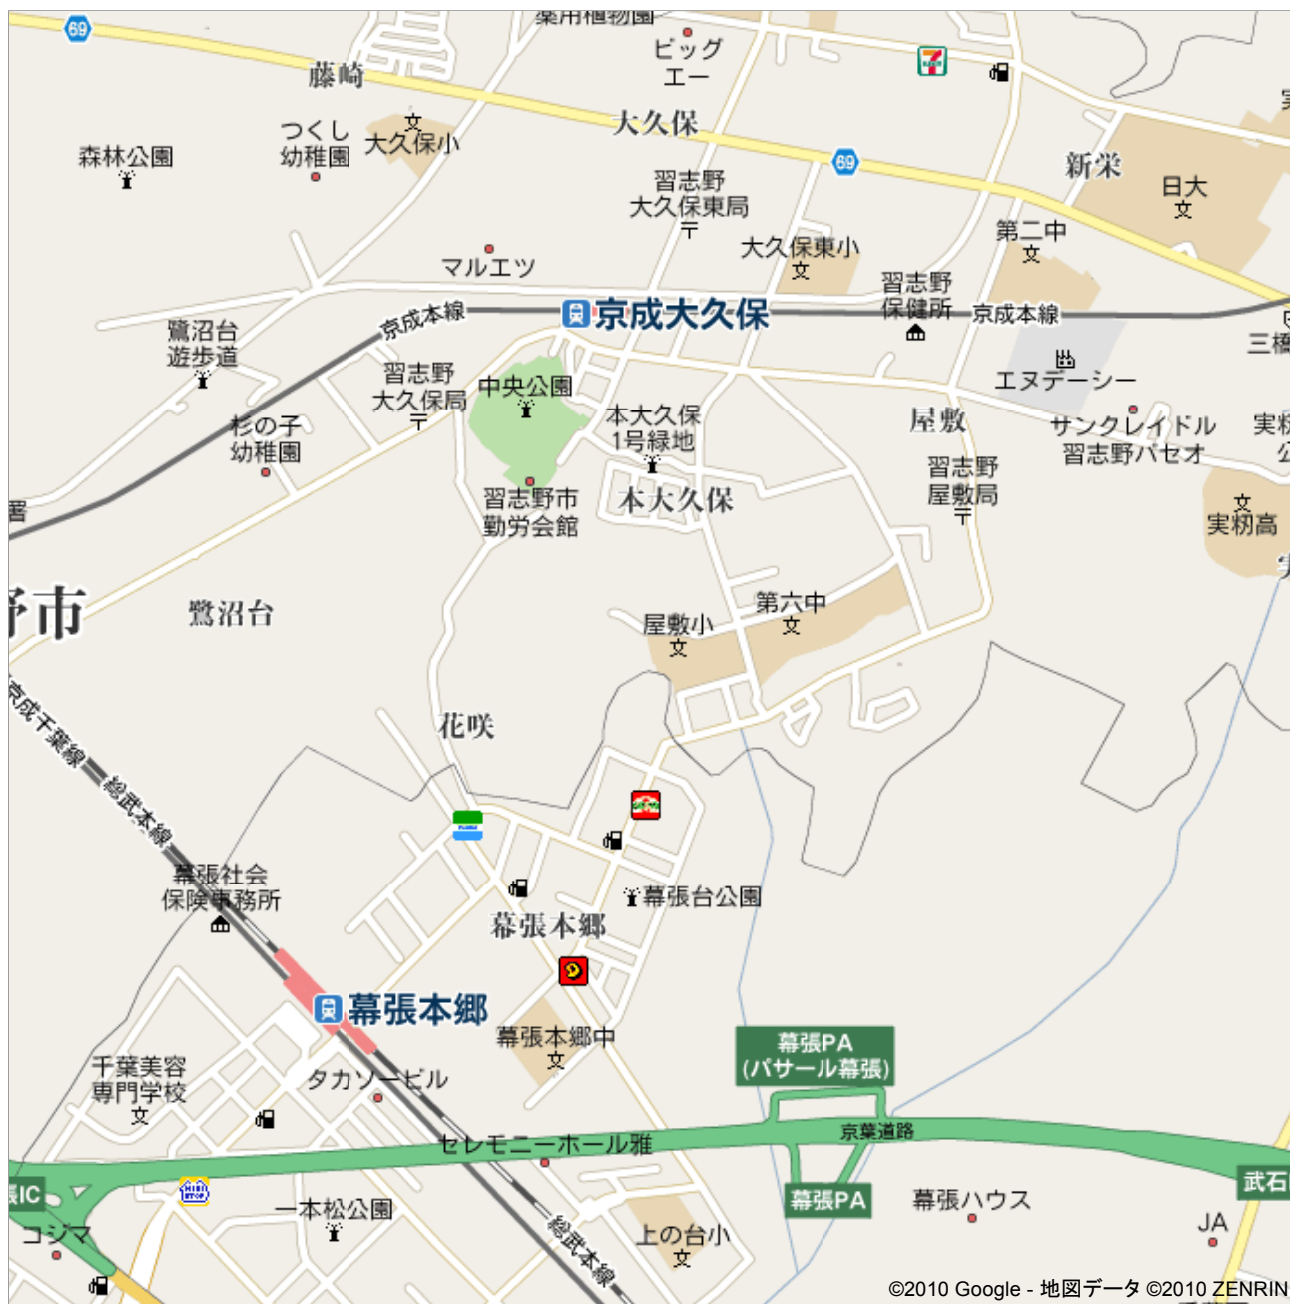 薬用植物園
69
ビッグ
エー
藤崎
大久保
つくし
幼稚園
大久保小
森林公園
69
新栄
日大
習志野
大久保東局
大久保東小
第二中
マルエツ
習志野
保健所
京成大久保
京成本線
京成本線
鷺沼台
遊歩道
三橋
習志野
大久保局
中央公園
エヌデーシー
本大久保
1号緑地
屋敷
サンクレイドル
習志野パセオ
杉の子
幼稚園
習志野
屋敷局
本大久保
習志野市
勤労会館
署
実籾高
野市
鷺沼台
第六中
屋敷小
京成千葉線
花咲
総武本線
幕張社会
保険事務所
幕張台公園
幕張本郷
幕張本郷
幕張本郷中
幕張PA
(パサール幕張)
千葉美容
専門学校
タカソービル
京葉道路
セレモニーホール雅
張IC
MINI
STOP
幕張PA
幕張ハウス
武石
一本松公園
コジマ
総武本線
上の台小
JA
©2010 Google - 地図データ ©2010 ZENRIN